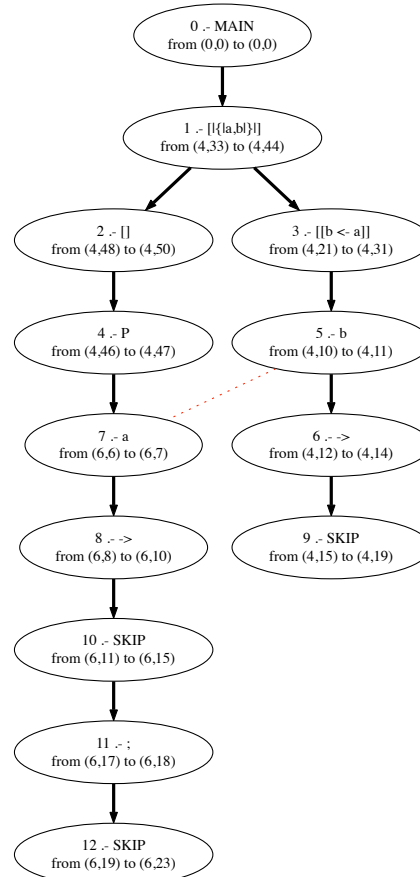 0 .- MAIN
from (0,0) to (0,0)
1 .- [|{|a,b|}|]
from (4,33) to (4,44)
2 .- []
from (4,48) to (4,50)
3 .- [[b <- a]]
from (4,21) to (4,31)
4 .- P
from (4,46) to (4,47)
5 .- b
from (4,10) to (4,11)
7 .- a
from (6,6) to (6,7)
6 .- ->
from (4,12) to (4,14)
8 .- ->
from (6,8) to (6,10)
9 .- SKIP
from (4,15) to (4,19)
10 .- SKIP
from (6,11) to (6,15)
11 .- ;
from (6,17) to (6,18)
12 .- SKIP
from (6,19) to (6,23)